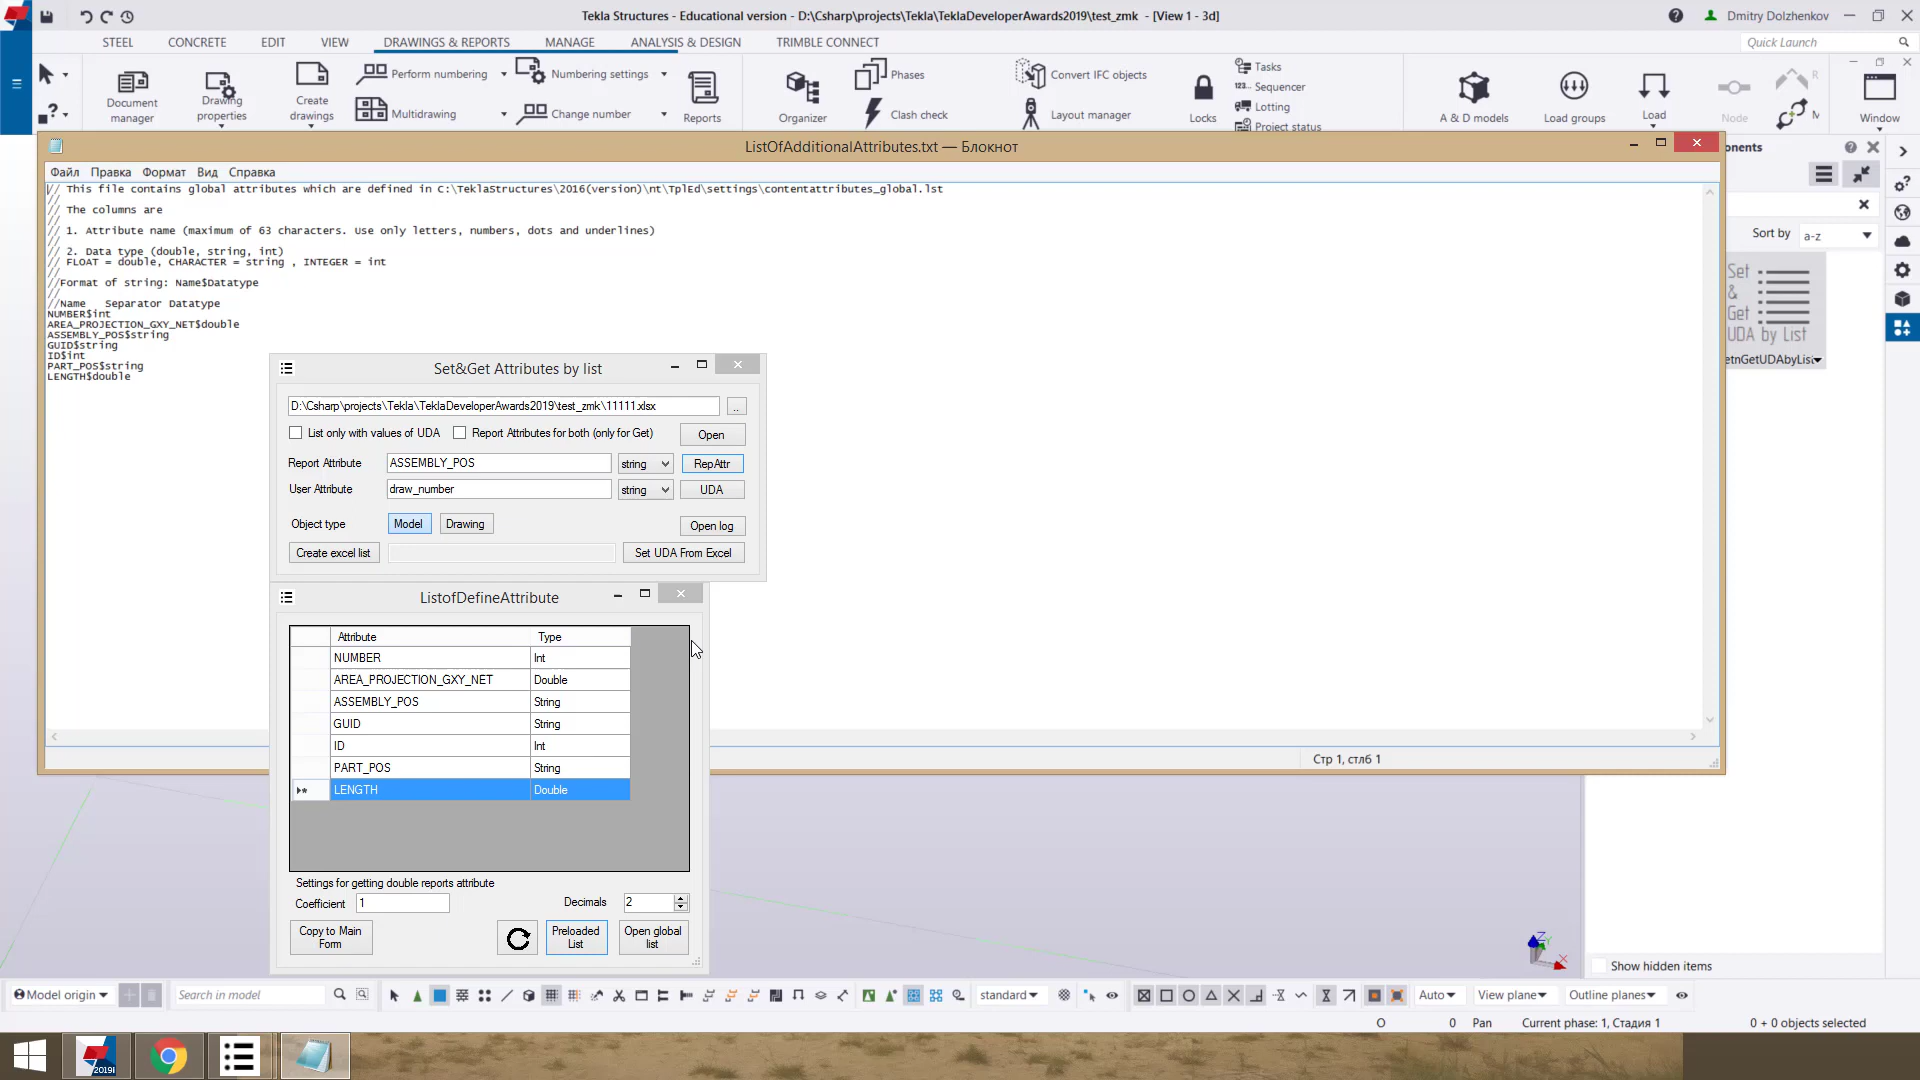 Tekla Structures - Educational version - D:\Csharp\projects\Tekla\TeklaDeveloperAwards2019\test_zmk - [View 1 - 3d]
Dmitry Dolzhenkov
STEEL CONCRETE EDIT VIEW DRAWINGS & REPORTS MANAGE ANALYSIS & DESIGN TRIMBLE CONNECT
Quick Launch
Document manager
Drawing properties
Create drawings
Perform numbering
Multidrawing
Numbering settings
Change number
Reports
Organizer
Phases
Clash check
Convert IFC objects
Layout manager
Locks
Tasks
Sequencer
Lotting
Project status
A & D models
Load groups
Load
Node
R
M
Window
ListOfAdditionalAttributes.txt — Блокнот
Файл Правка Формат Вид Справка
// This file contains global attributes which are defined in C:\TeklaStructures\2016(version)\nt\TplEd\settings\contentattributes_global.lst
//
// The columns are
//
// 1. Attribute name (maximum of 63 characters. Use only letters, numbers, dots and underlines)
//
// 2. Data type (double, string, int)
// FLOAT = double, CHARACTER = string , INTEGER = int
//
//Format of string: Name$Datatype
//
//Name Separator Datatype
NUMBER$int
AREA_PROJECTION_GXY_NET$double
ASSEMBLY_POS$string
GUID$string
ID$int
PART_POS$string
LENGTH$double
Стр 1, стлб 1
Set&Get Attributes by list
D:\Csharp\projects\Tekla\TeklaDeveloperAwards2019\test_zmk\11111.xlsx
..
List only with values of UDA
Report Attributes for both (only for Get)
Open
Report Attribute ASSEMBLY_POS string RepAttr
User Attribute draw_number string UDA
Object type Model Drawing Open log
Create excel list Set UDA From Excel
ListofDefineAttribute
Attribute Type
NUMBER Int
AREA_PROJECTION_GXY_NET Double
ASSEMBLY_POS String
GUID String
ID Int
PART_POS String
LENGTH Double
Settings for getting double reports attribute
Coefficient 1 Decimals 2
Copy to Main Form
Preloaded List
Open global list
onents
Sort by a-z
Set
&
Get
UDA by List
etnGetUDAbyLis
Show hidden items
Z
Y
X
Model origin
Search in model
standard
Auto
View plane
Outline planes
O 0 Pan Current phase: 1, Стадия 1 0 + 0 objects selected
2019i